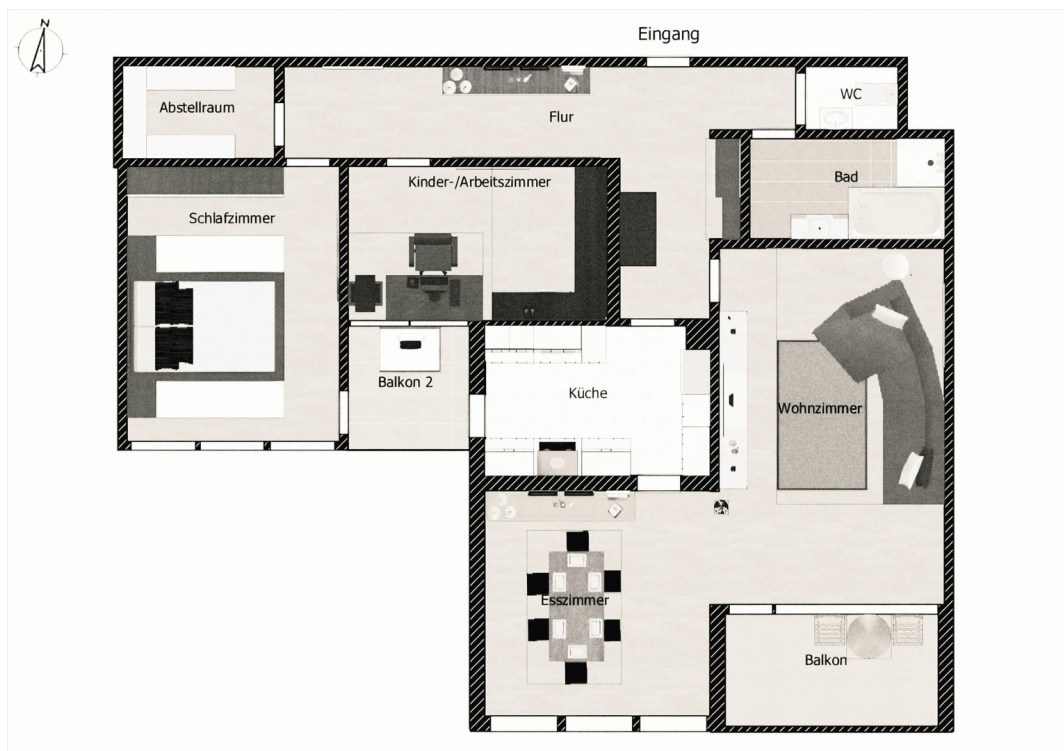 N
Eingang
Abstellraum
WC
Flur
Kinder-/Arbeitszimmer
Bad
Schlafzimmer
Balkon 2
Küche
Wohnzimmer
Esszimmer
Balkon